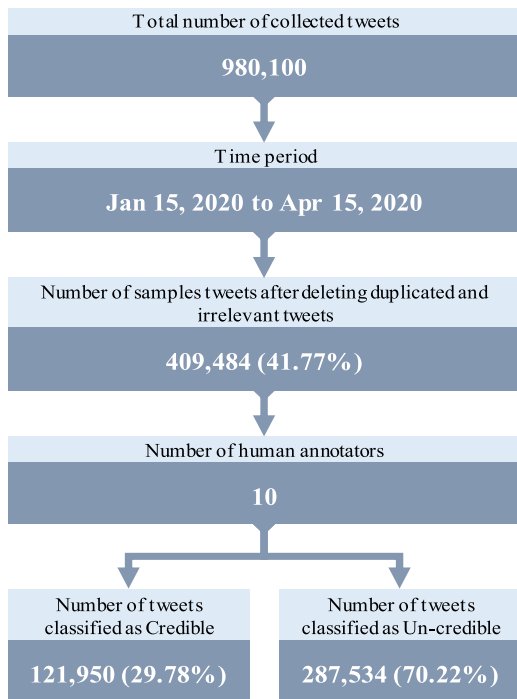 Total number of collected tweets
980,100
Time period
Jan 15, 2020 to Apr 15, 2020
Number of samples tweets after deleting duplicated and
irrelevant tweets
409,484 (41.77%)
Number of human annotators
10
Number of tweets
classified as Credible
121,950 (29.78%)
Number of tweets
classified as Un-credible
287,534 (70.22%)